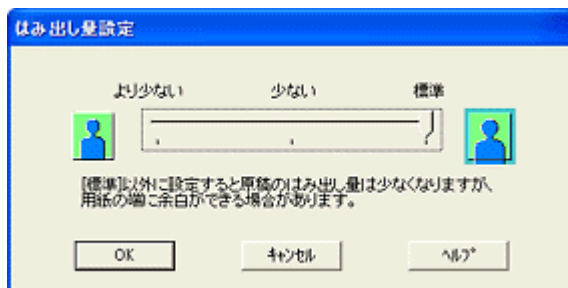 はみ出し量設定
より少ない 少ない 標準
[標準]以外に設定すると原稿のはみ出し量は少なくなりますが、
用紙の端に余白ができる場合があります。
OK キャンセル ヘルプ